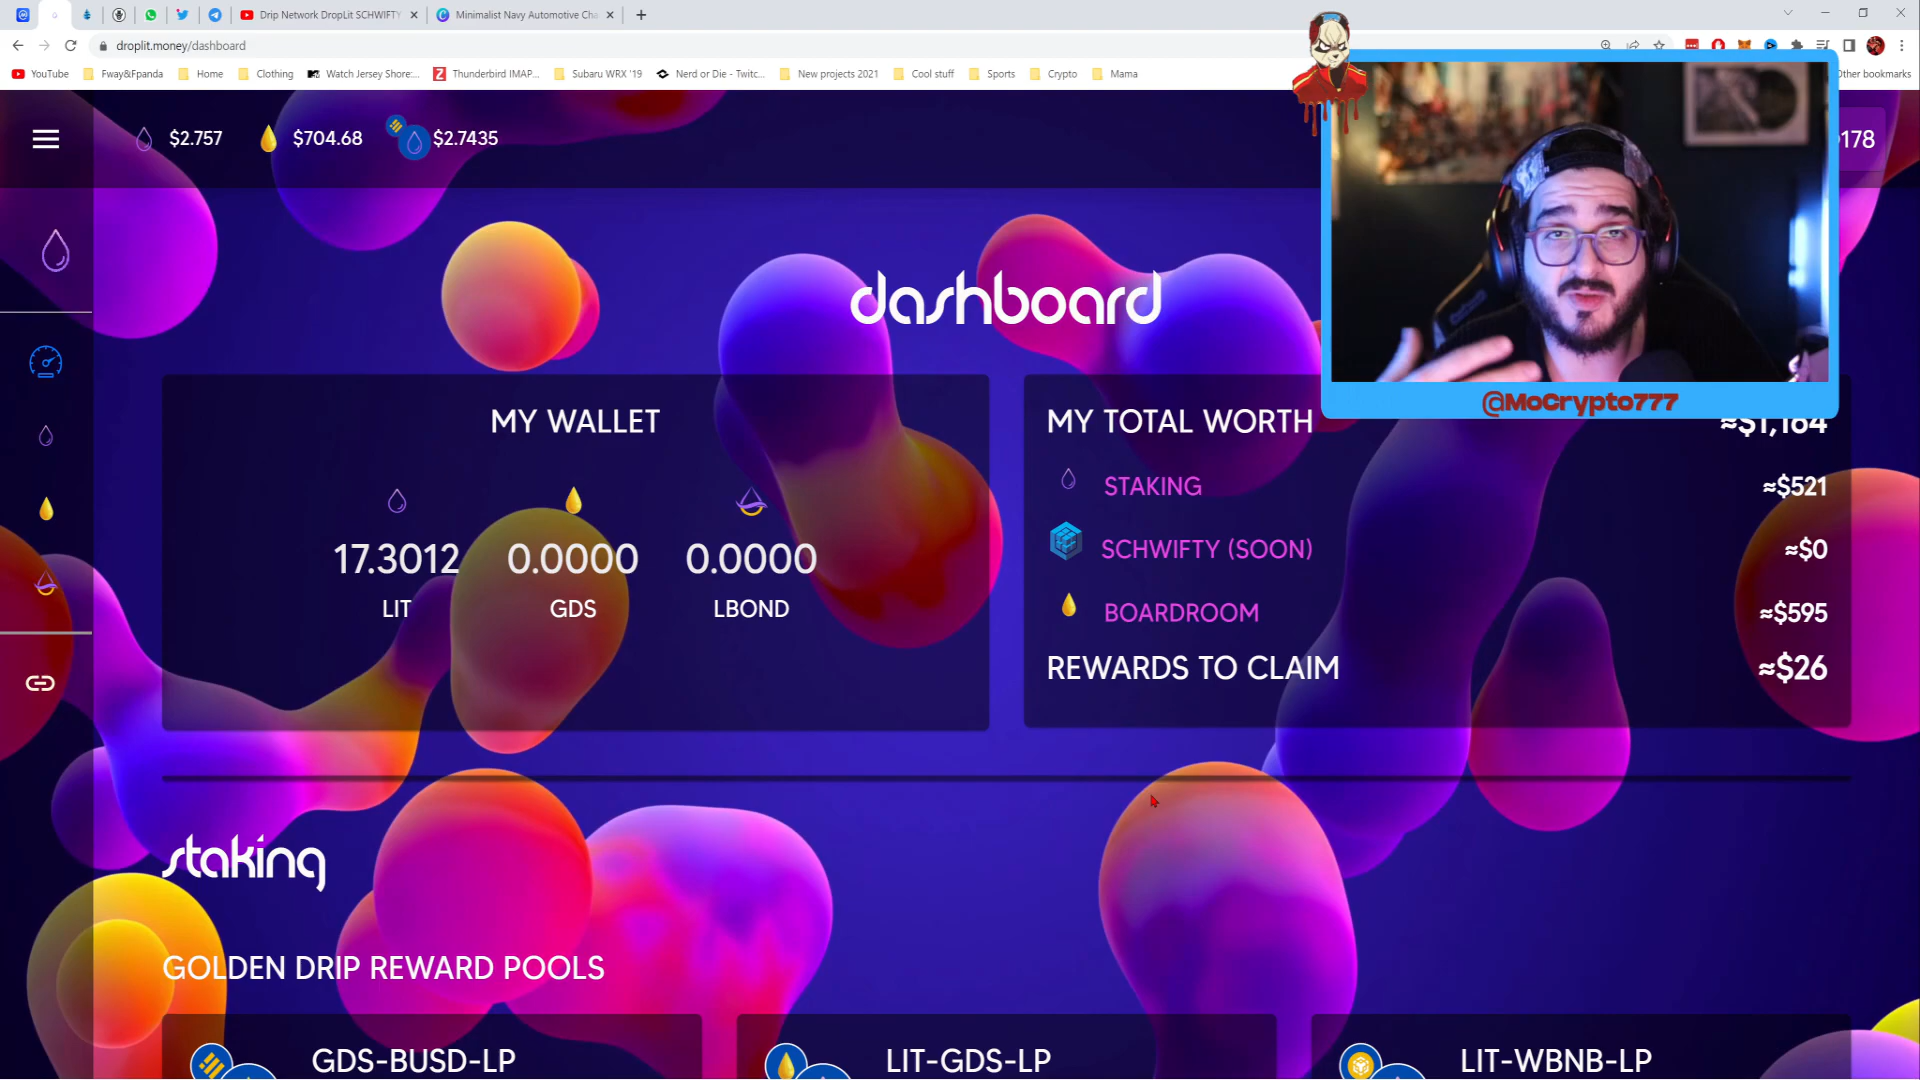 Drip Network DropLit SCHWIFTY
Minimalist Navy Automotive Cha
droplit.money/dashboard
YouTube
Fway&Fpanda
Home
Clothing
Watch Jersey Shore:...
Thunderbird IMAP...
Subaru WRX '19
Nerd or Die - Twitc...
New projects 2021
Cool stuff
Sports
Crypto
Mama
Other bookmarks
$2.757
$704.68
$2.7435
178
dashboard
@MoCrypto777
MY WALLET
17.3012
0.0000
0.0000
LIT
GDS
LBOND
MY TOTAL WORTH
≈$1,164
STAKING
≈$521
SCHWIFTY (SOON)
≈$0
BOARDROOM
≈$595
REWARDS TO CLAIM
≈$26
staking
GOLDEN DRIP REWARD POOLS
GDS-BUSD-LP
LIT-GDS-LP
LIT-WBNB-LP